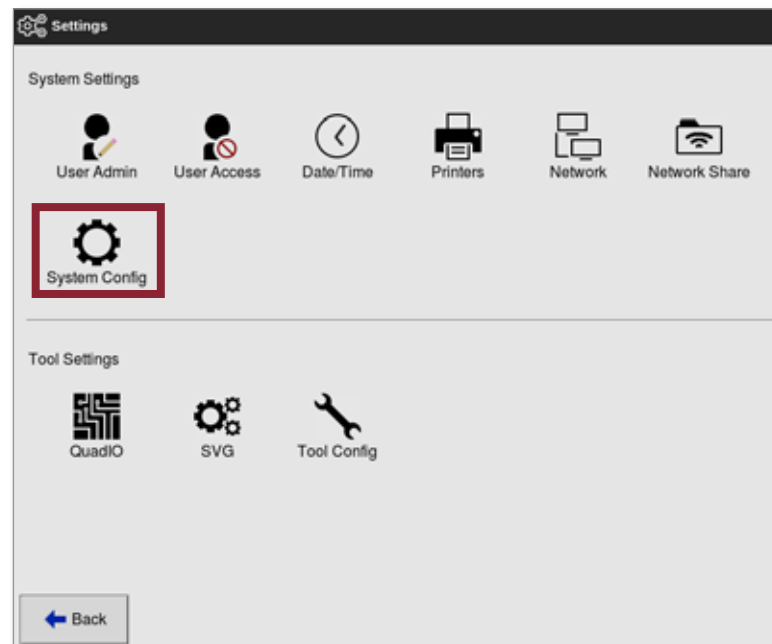 Settings
System Settings
User Admin User Access Date/Time Printers Network Network Share
System Config
Tool Settings
QuadIO SVG Tool Config
Back